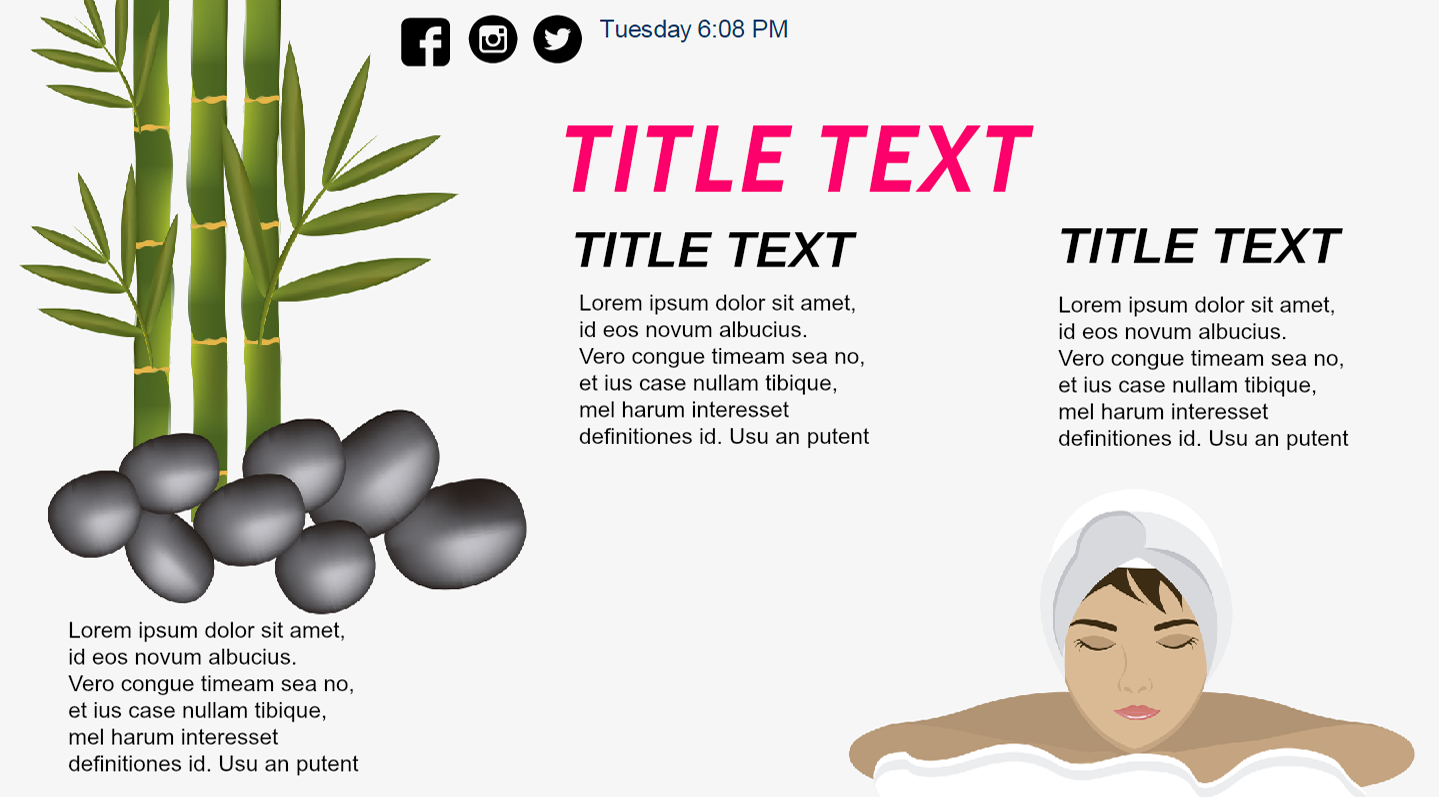 Tuesday 6:08 PM
TITLE TEXT
TITLE TEXT
Lorem ipsum dolor sit amet,
id eos novum albucius.
Vero congue timeam sea no,
et ius case nullam tibique,
mel harum interesset
definitiones id. Usu an putent
TITLE TEXT
Lorem ipsum dolor sit amet,
id eos novum albucius.
Vero congue timeam sea no,
et ius case nullam tibique,
mel harum interesset
definitiones id. Usu an putent
Lorem ipsum dolor sit amet,
id eos novum albucius.
Vero congue timeam sea no,
et ius case nullam tibique,
mel harum interesset
definitiones id. Usu an putent